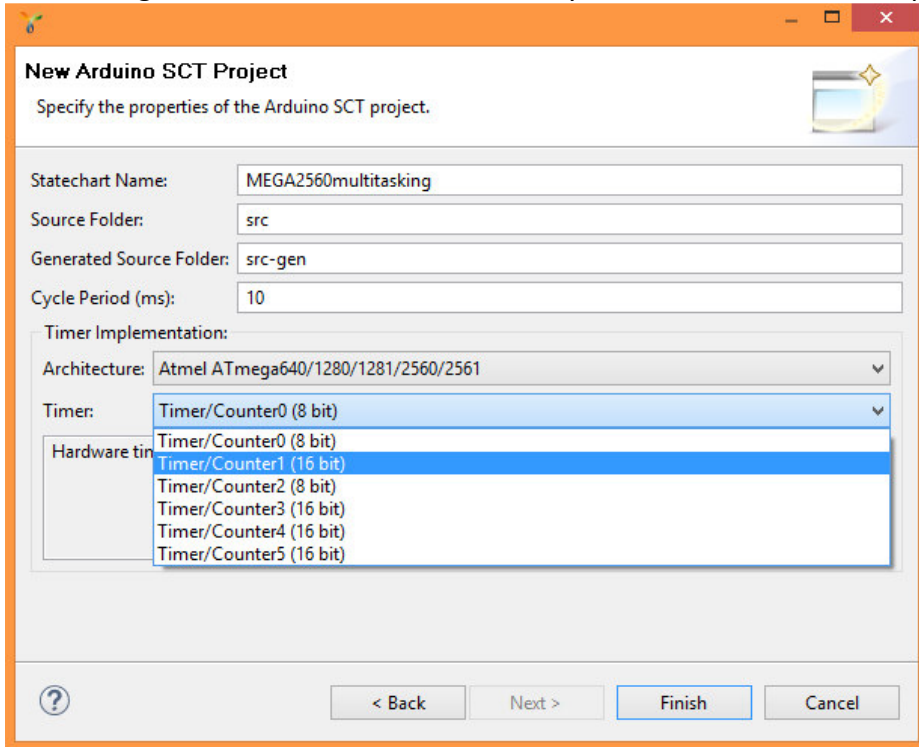 New Arduino SCT Project
Specify the properties of the Arduino SCT project.
Statechart Name: MEGA2560multitasking
Source Folder: src
Generated Source Folder: src-gen
Cycle Period (ms): 10
Timer Implementation:
Architecture: Atmel ATmega640/1280/1281/2560/2561
Timer: Timer/Counter0 (8 bit)
Hardware
Timer/Counter0 (8 bit)
Timer/Counter1 (16 bit)
Timer/Counter2 (8 bit)
Timer/Counter3 (16 bit)
Timer/Counter4 (16 bit)
Timer/Counter5 (16 bit)
< Back Next > Finish Cancel